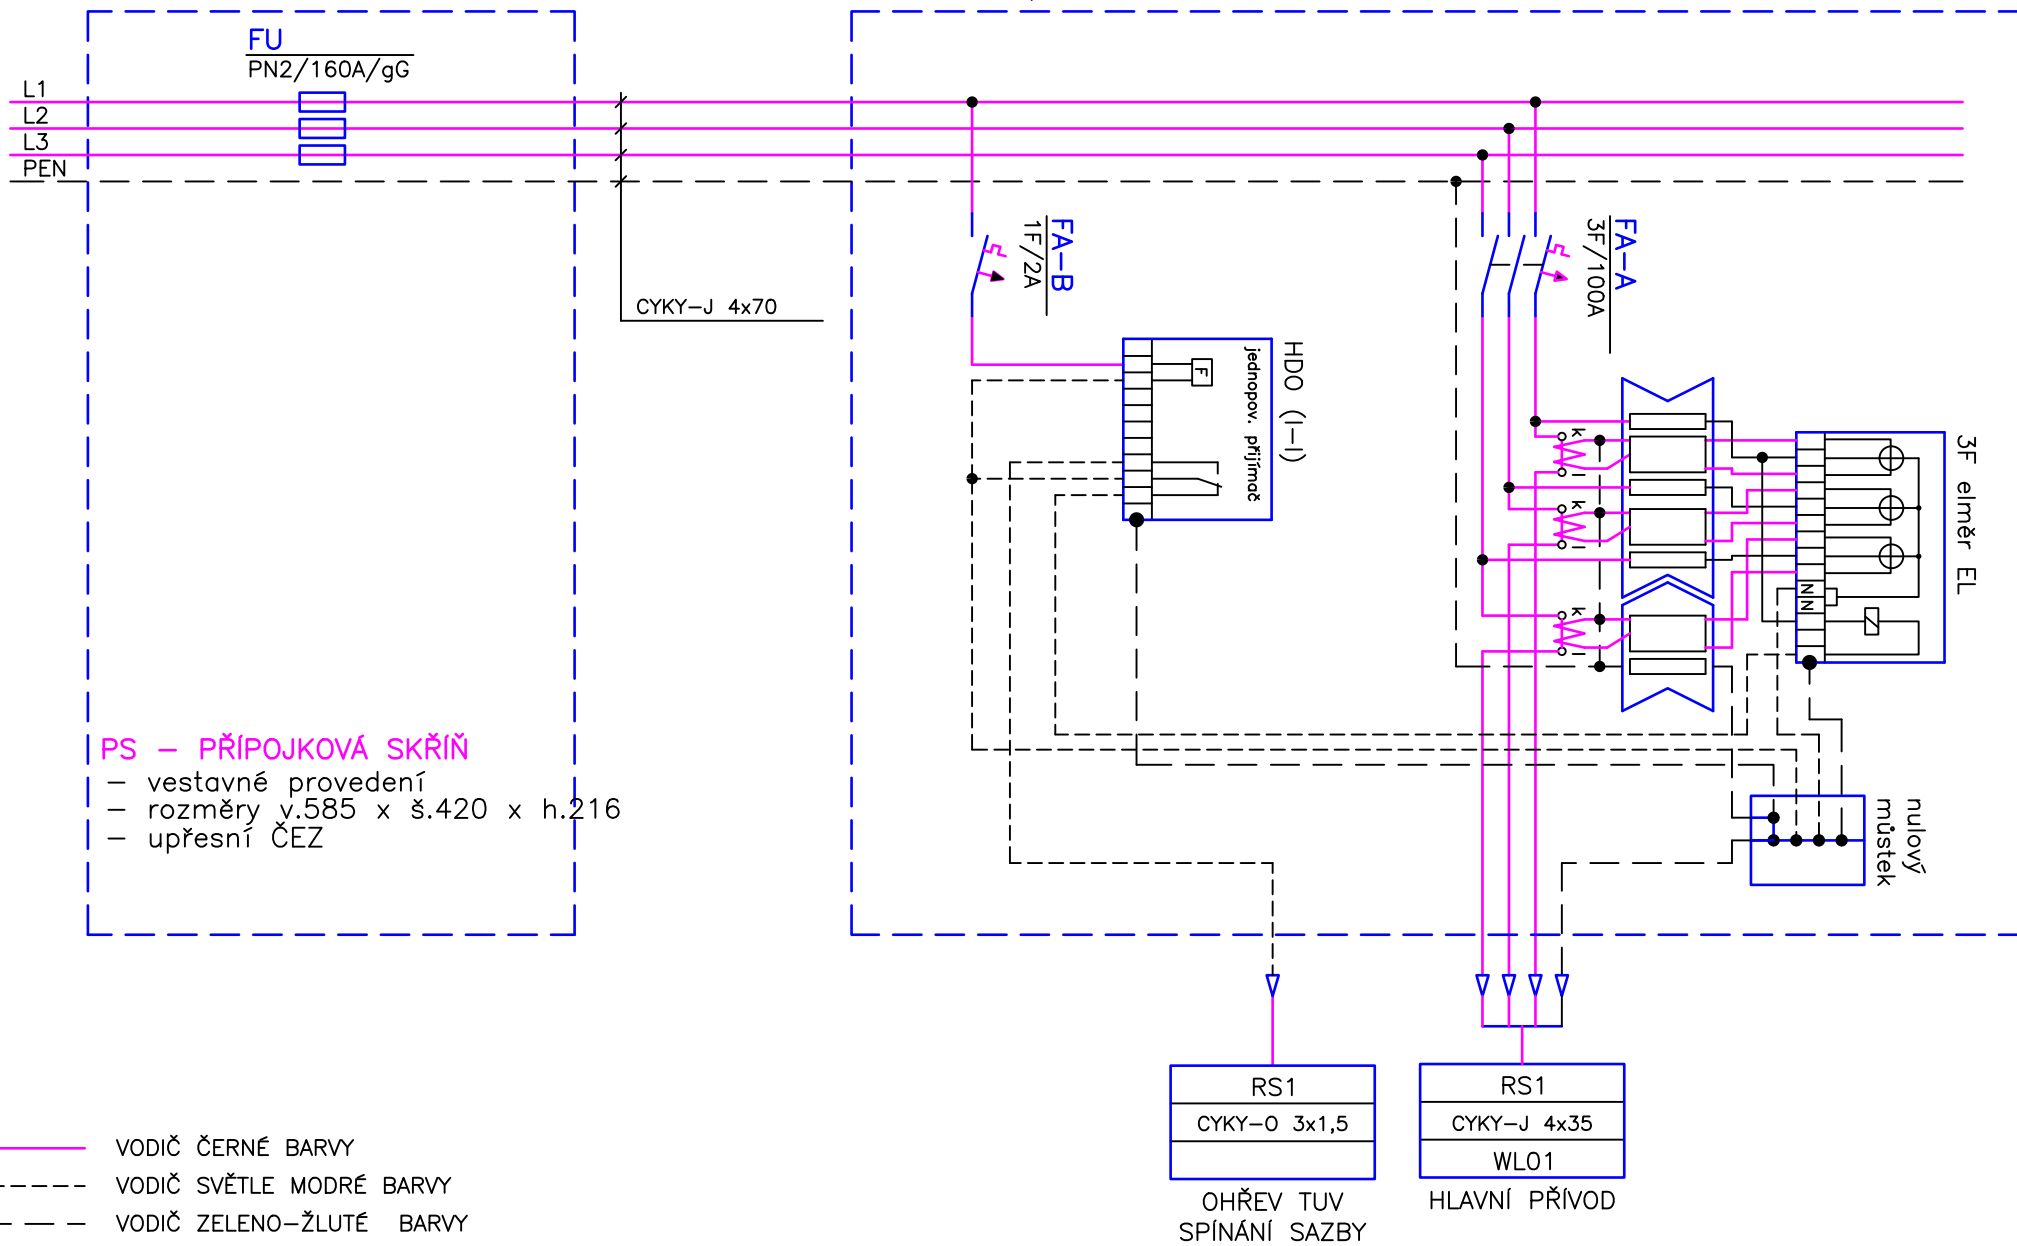 FU
PN2/160A/gG
L1
L2
L3
PEN
CYKY-J 4x70
FA-B
1F/2A
FA-A
3F/100A
HDO (I-I)
jednopov. přijímač
F
3F elměr EL
k
l
k
l
k
l
N
N
PS - PŘÍPOJKOVÁ SKŘÍŇ
- vestavné provedení
- rozměry v.585 x š.420 x h.216
- upřesní ČEZ
nulový
můstek
RS1
CYKY-O 3x1,5
OHŘEV TUV
SPÍNÁNÍ SAZBY
RS1
CYKY-J 4x35
WL01
HLAVNÍ PŘÍVOD
VODIČ ČERNÉ BARVY
VODIČ SVĚTLE MODRÉ BARVY
VODIČ ZELENO-ŽLUTÉ BARVY